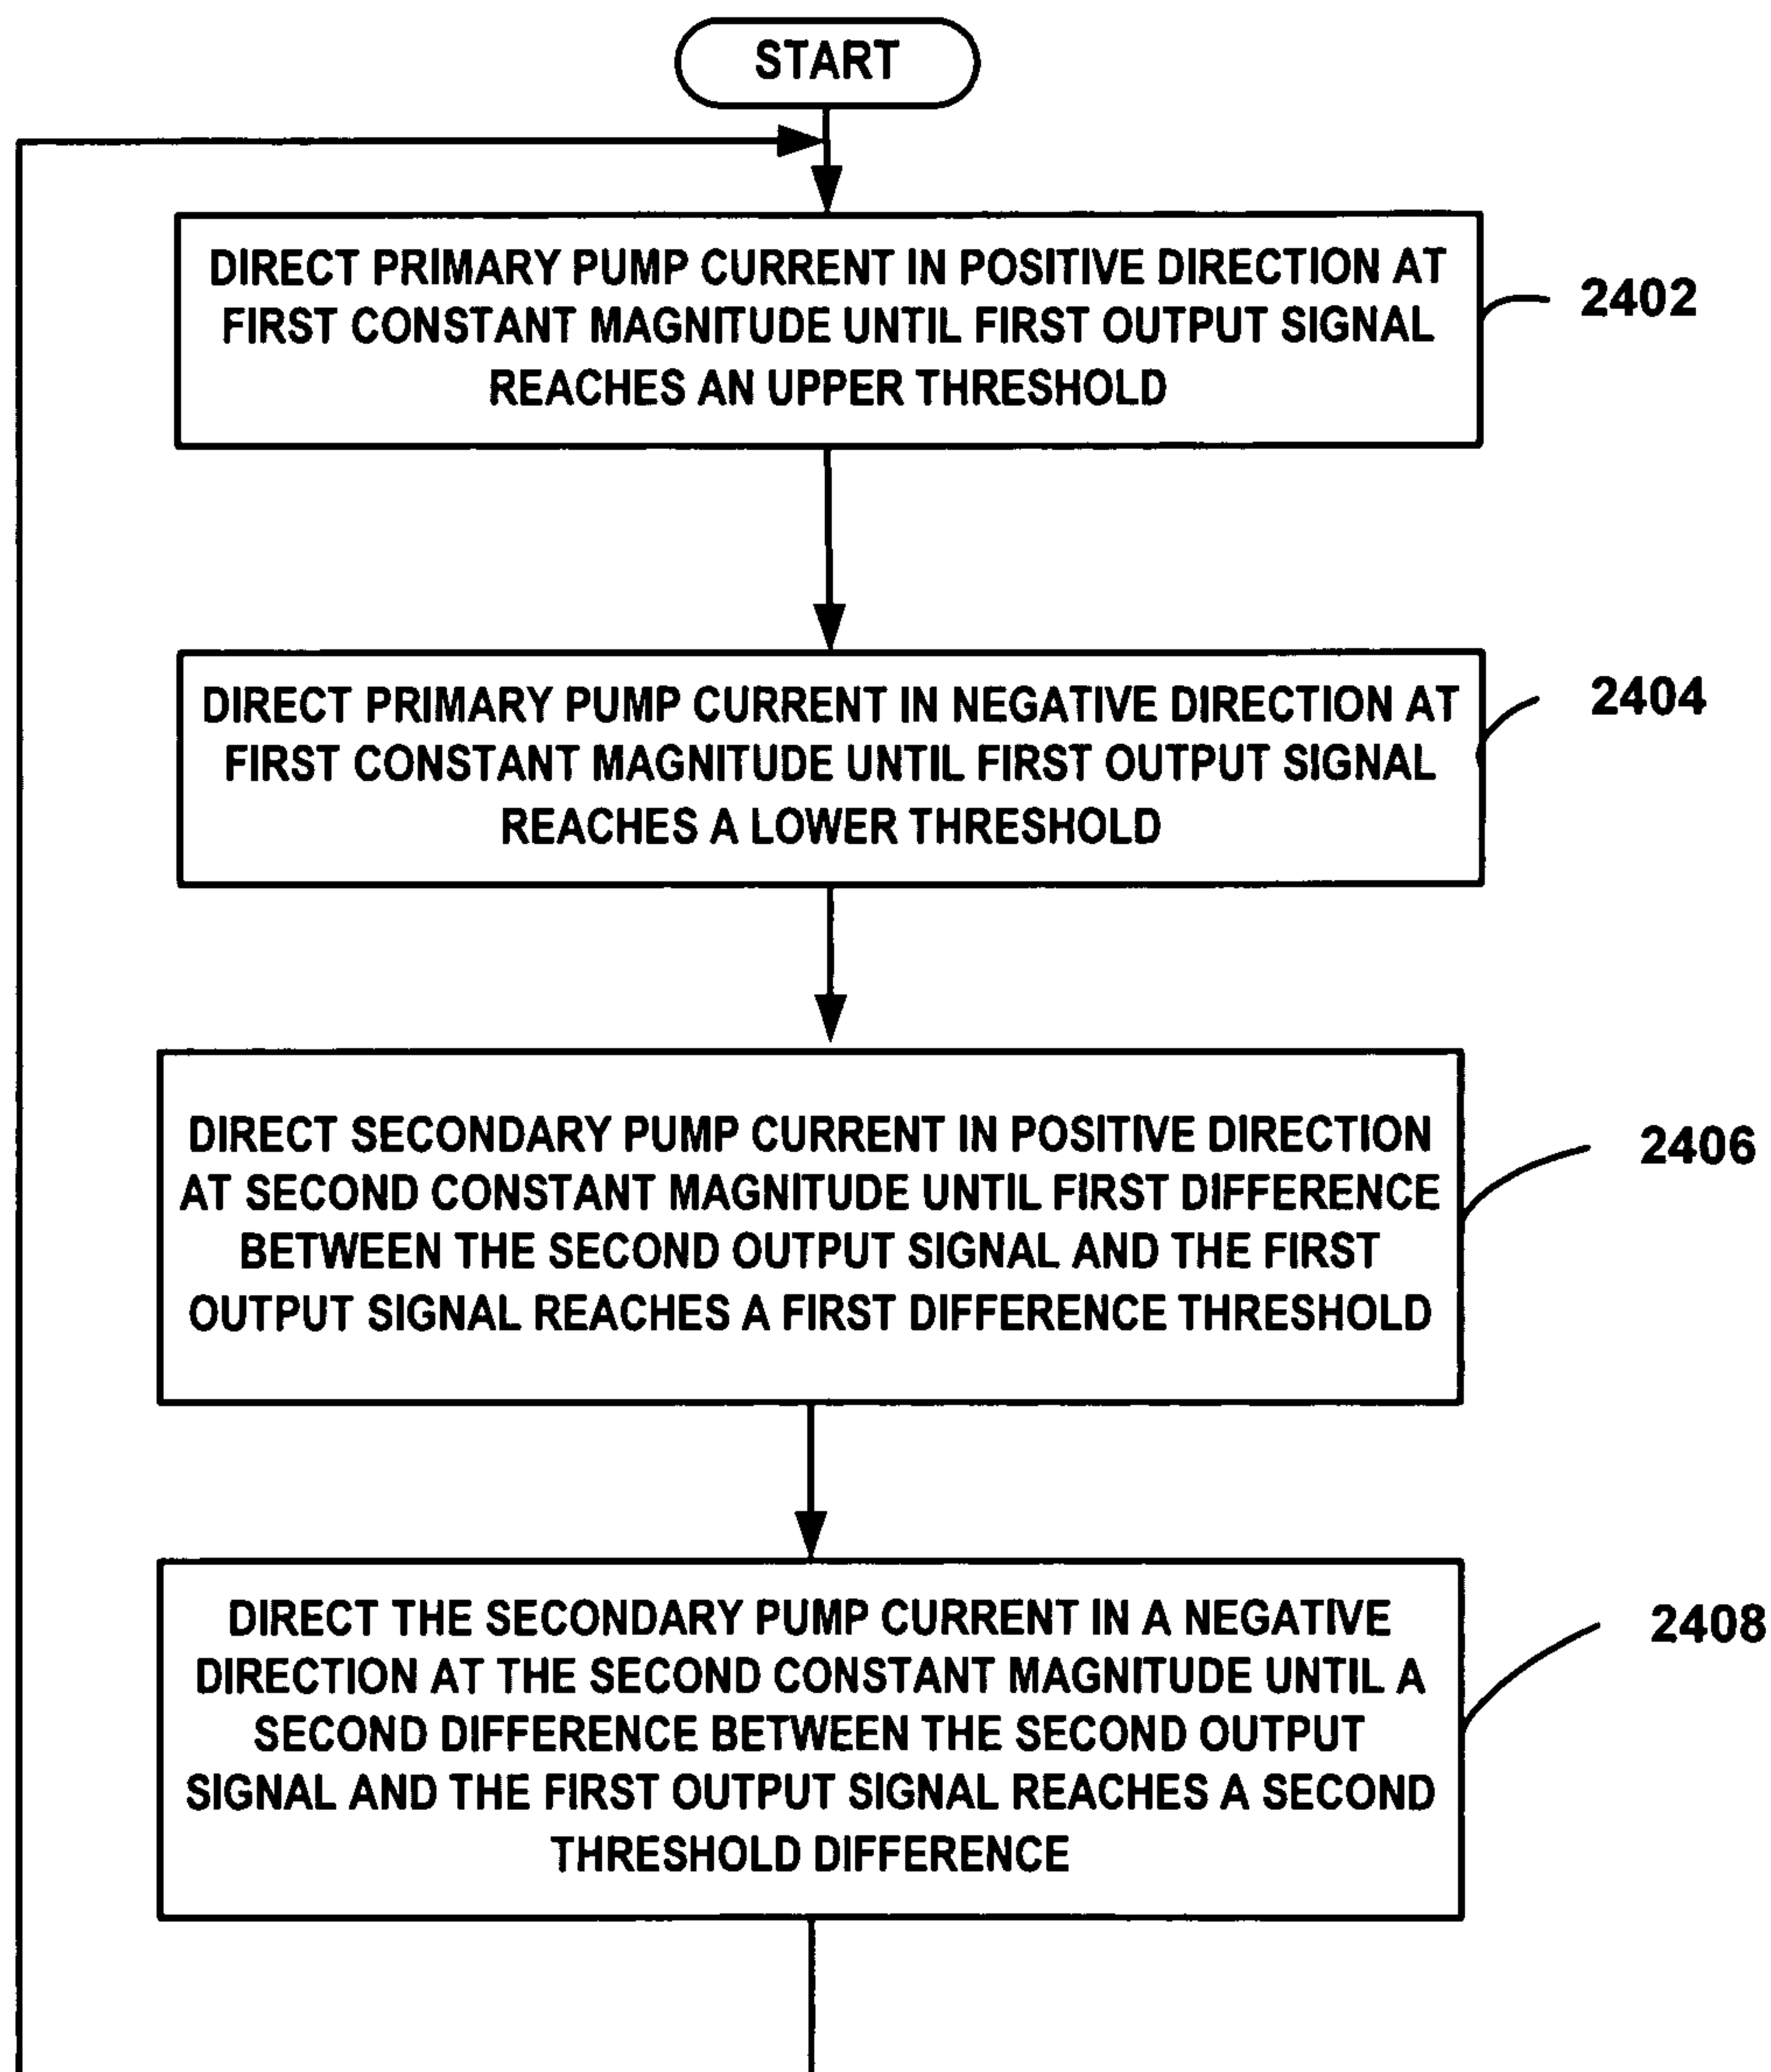 START
DIRECT PRIMARY PUMP CURRENT IN POSITIVE DIRECTION AT
FIRST CONSTANT MAGNITUDE UNTIL FIRST OUTPUT SIGNAL
REACHES AN UPPER THRESHOLD
2402
DIRECT PRIMARY PUMP CURRENT IN NEGATIVE DIRECTION AT
FIRST CONSTANT MAGNITUDE UNTIL FIRST OUTPUT SIGNAL
REACHES A LOWER THRESHOLD
2404
DIRECT SECONDARY PUMP CURRENT IN POSITIVE DIRECTION
AT SECOND CONSTANT MAGNITUDE UNTIL FIRST DIFFERENCE
BETWEEN THE SECOND OUTPUT SIGNAL AND THE FIRST
OUTPUT SIGNAL REACHES A FIRST DIFFERENCE THRESHOLD
2406
DIRECT THE SECONDARY PUMP CURRENT IN A NEGATIVE
DIRECTION AT THE SECOND CONSTANT MAGNITUDE UNTIL A
SECOND DIFFERENCE BETWEEN THE SECOND OUTPUT
SIGNAL AND THE FIRST OUTPUT SIGNAL REACHES A SECOND
THRESHOLD DIFFERENCE
2408